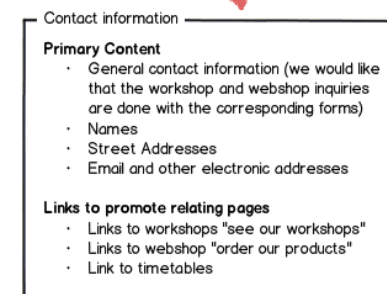 Contact information
Primary Content
· General contact information (we would like
that the workshop and webshop inquiries
are done with the corresponding forms)
· Names
· Street Addresses
· Email and other electronic addresses
Links to promote relating pages
· Links to workshops "see our workshops"
· Links to webshop "order our products"
· Link to timetables